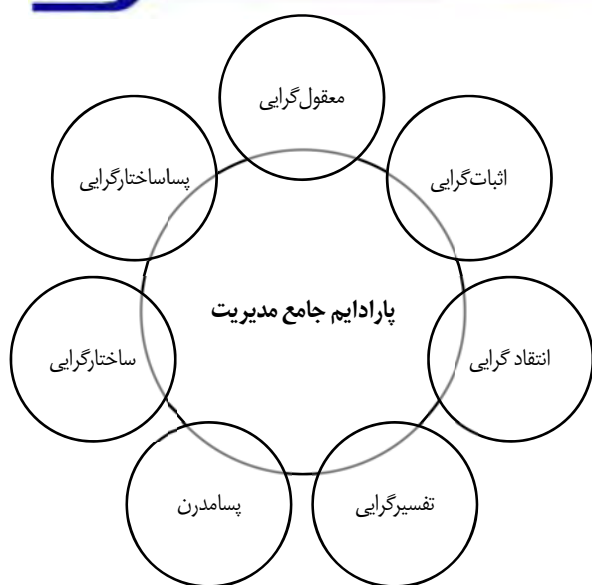 معقول‌گرایی
پساساختارگرایی
اثبات‌گرایی
پارادایم جامع مدیریت
ساختارگرایی
انتقاد گرایی
پسامدرن
تفسیرگرایی